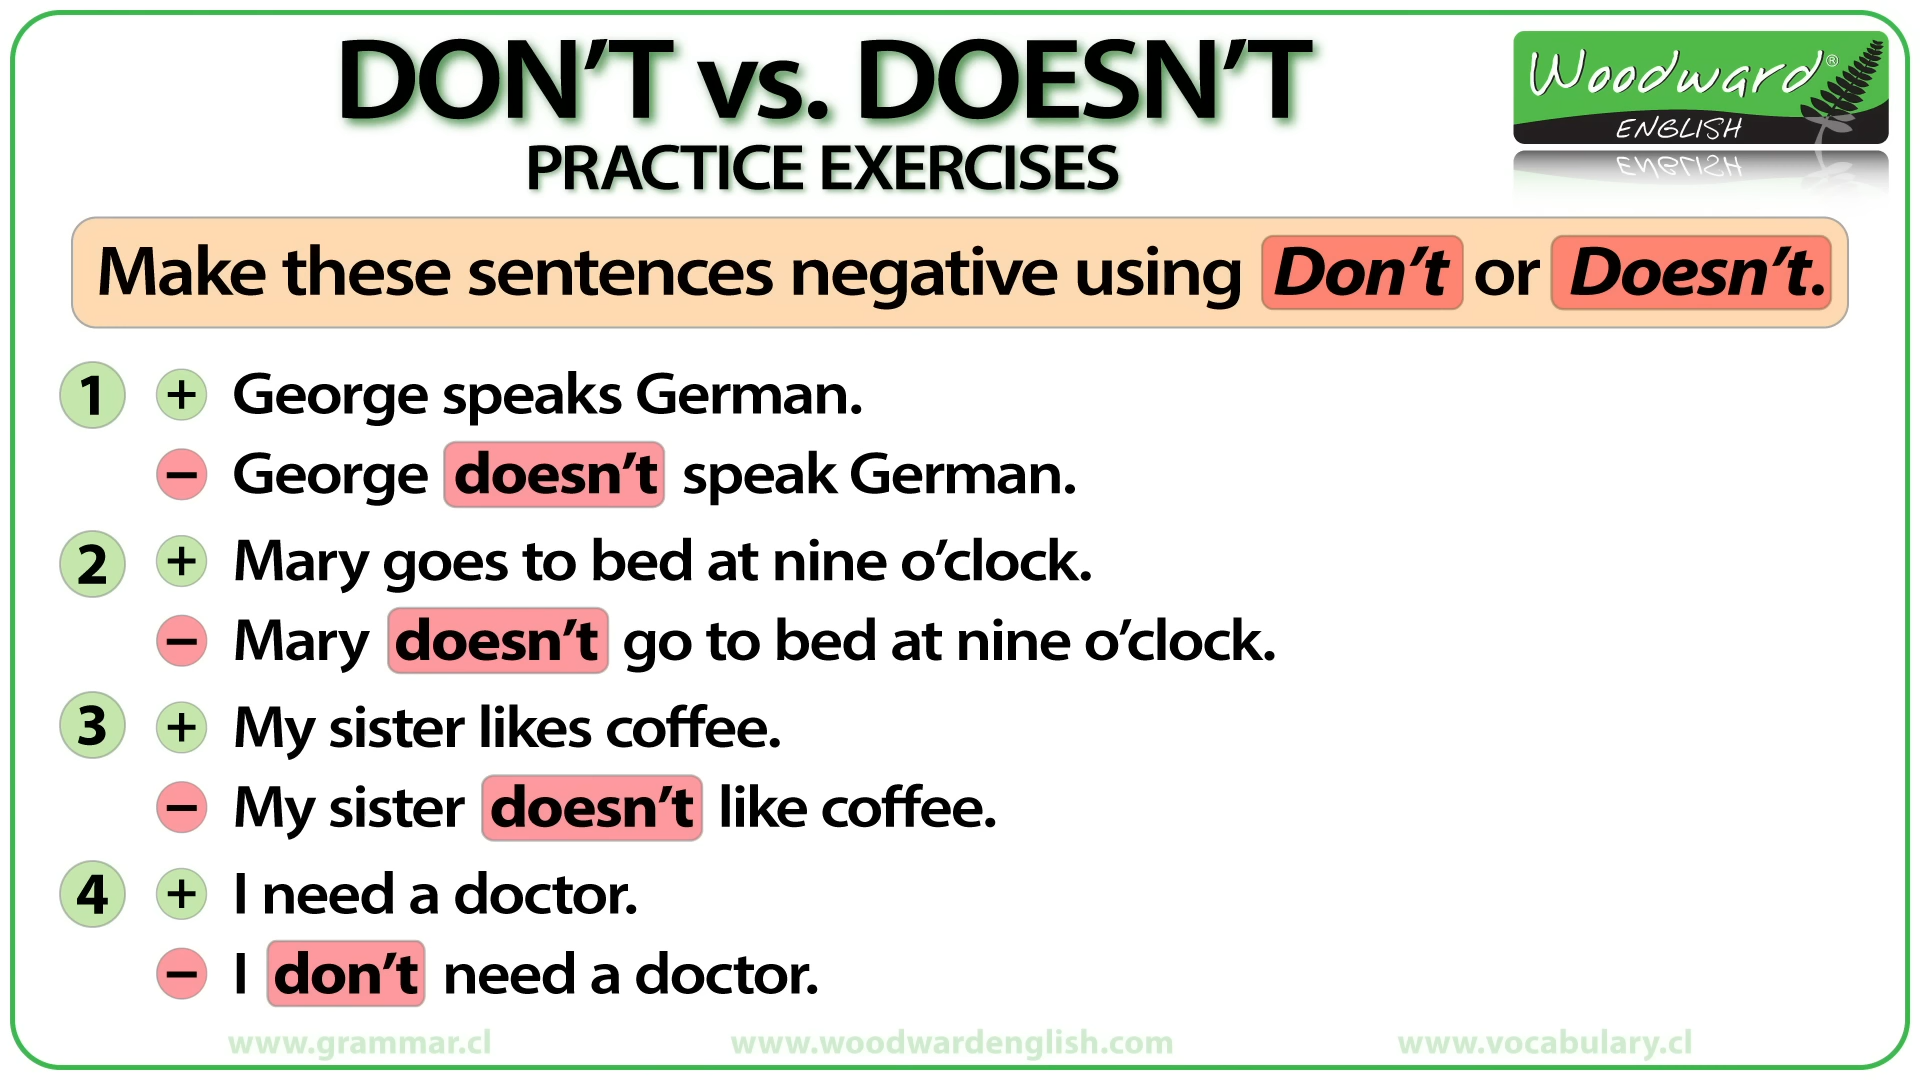 DON’T vs. DOESN’T
PRACTICE EXERCISES
Woodward®
ENGLISH
Make these sentences negative using Don’t or Doesn’t.
1 + George speaks German.
− George doesn’t speak German.
2 + Mary goes to bed at nine o’clock.
− Mary doesn’t go to bed at nine o’clock.
3 + My sister likes coffee.
− My sister doesn’t like coffee.
4 + I need a doctor.
− I don’t need a doctor.
www.grammar.cl www.woodwardenglish.com www.vocabulary.cl